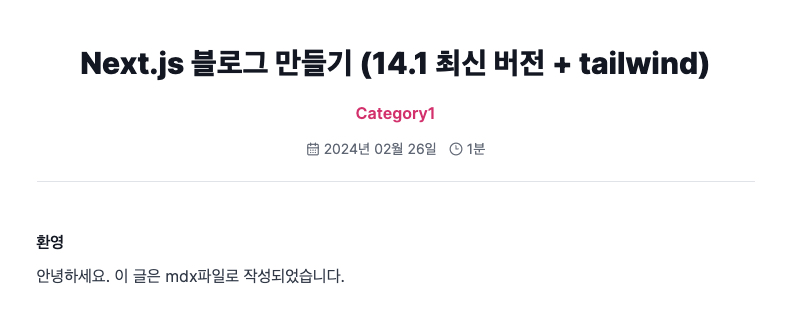 Next.js 블로그 만들기 (14.1 최신 버전 + tailwind)
Category1
2024년 02월 26일 1분
환영
안녕하세요. 이 글은 mdx파일로 작성되었습니다.